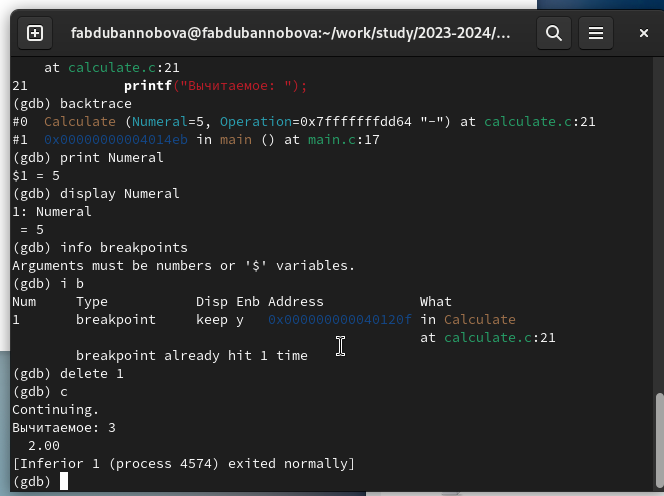 fabdubannobova@fabdubannobova:~/work/study/2023-2024/...
at calculate.c:21
21 printf("Вычитаемое: ");
(gdb) backtrace
#0 Calculate (Numeral=5, Operation=0x7fffffffdd64 "-") at calculate.c:21
#1 0x00000000004014eb in main () at main.c:17
(gdb) print Numeral
$1 = 5
(gdb) display Numeral
1: Numeral
= 5
(gdb) info breakpoints
Arguments must be numbers or '$' variables.
(gdb) i b
Num Type Disp Enb Address What
1 breakpoint keep y 0x000000000040120f in Calculate
at calculate.c:21
breakpoint already hit 1 time
(gdb) delete 1
(gdb) c
Continuing.
Вычитаемое: 3
2.00
[Inferior 1 (process 4574) exited normally]
(gdb)